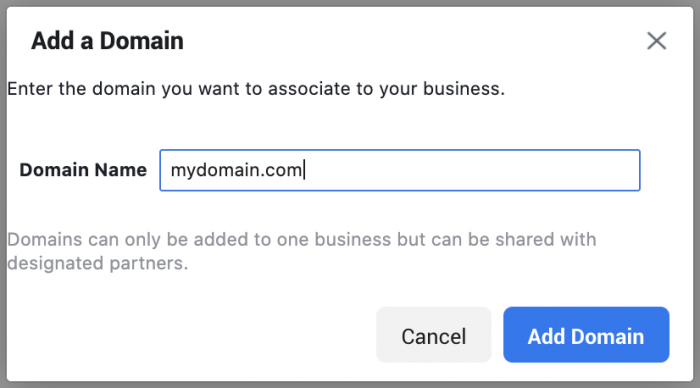 Add a Domain
Enter the domain you want to associate to your business.
Domain Name mydomain.com
Domains can only be added to one business but can be shared with
designated partners.
Cancel Add Domain